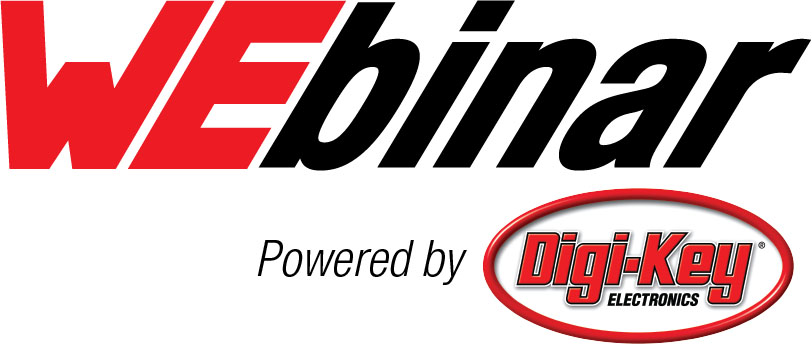 WEbinar
Powered by
Digi-Key®
ELECTRONICS